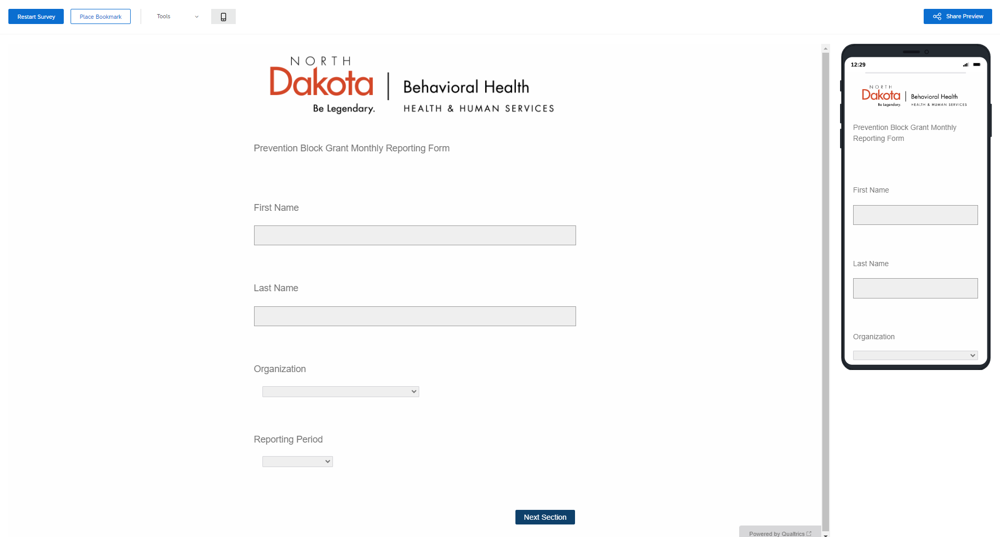 Restart Survey
Place Bookmark
Tools
Share Preview
NORTH
Dakota
Be Legendary.
Behavioral Health
HEALTH & HUMAN SERVICES
Prevention Block Grant Monthly Reporting Form
First Name
Last Name
Organization
Reporting Period
Next Section
Powered by Qualtrics
12:29
NORTH
Dakota
Be Legendary.
Behavioral Health
HEALTH & HUMAN SERVICES
Prevention Block Grant Monthly
Reporting Form
First Name
Last Name
Organization